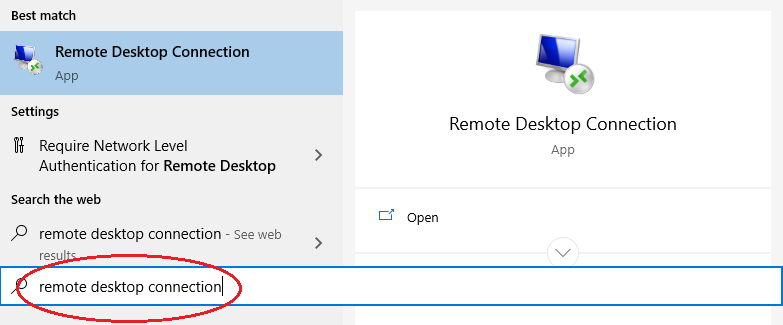 Best match
Remote Desktop Connection
App
Settings
Require Network Level
Authentication for Remote Desktop
Search the web
remote desktop connection - See web
results
remote desktop connection
Remote Desktop Connection
App
Open